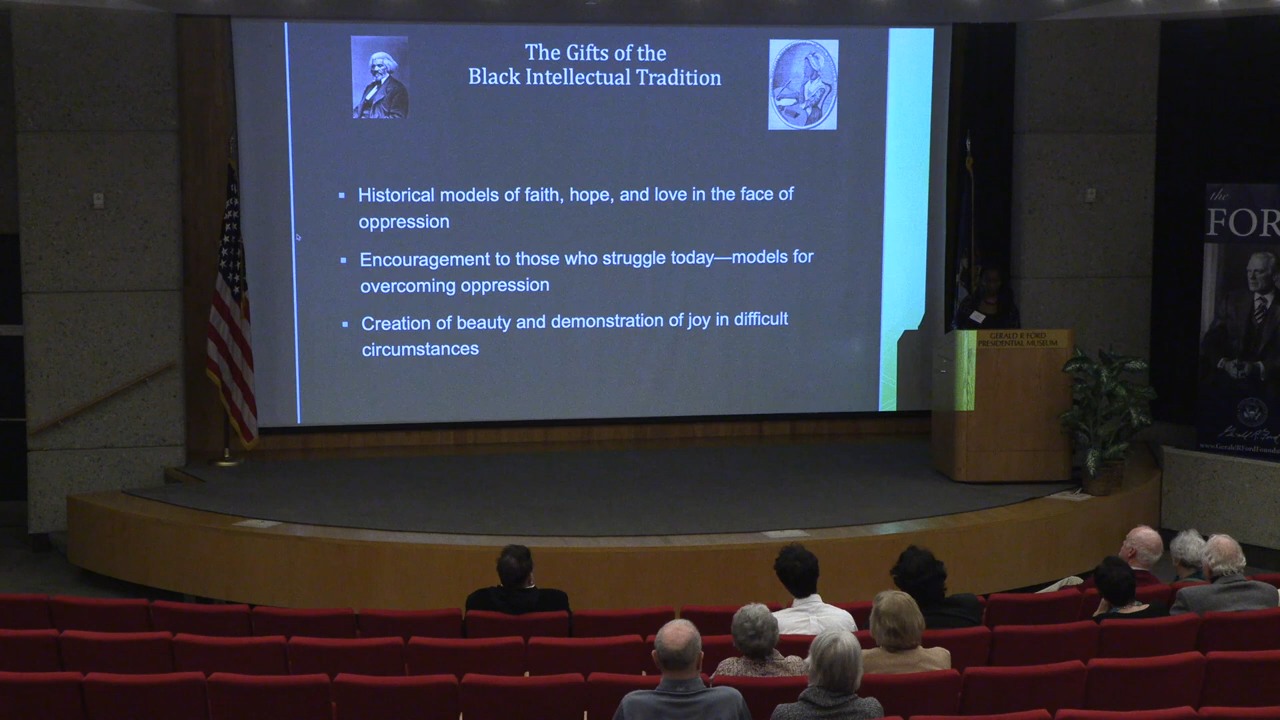 The Gifts of the
Black Intellectual Tradition
Historical models of faith, hope, and love in the face of
oppression
Encouragement to those who struggle today—models for
overcoming oppression
Creation of beauty and demonstration of joy in difficult
circumstances
GERALD R FORD
PRESIDENTIAL MUSEUM
the
FOR